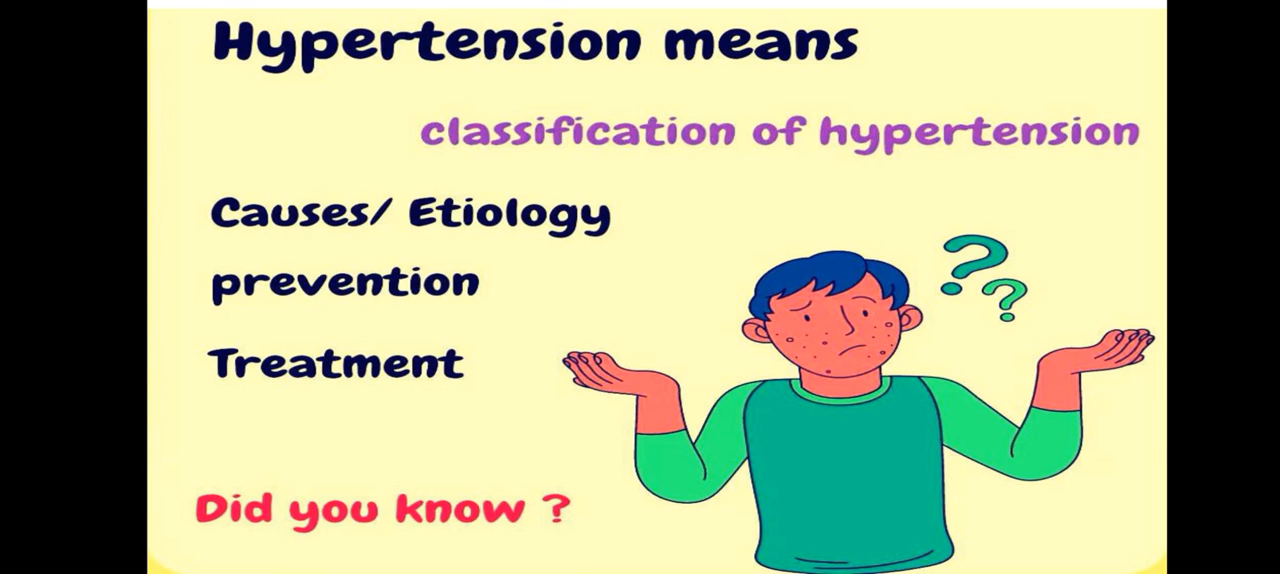 Hypertension means
classification of hypertension
Causes/ Etiology
prevention
Treatment
Did you know ?
? ?